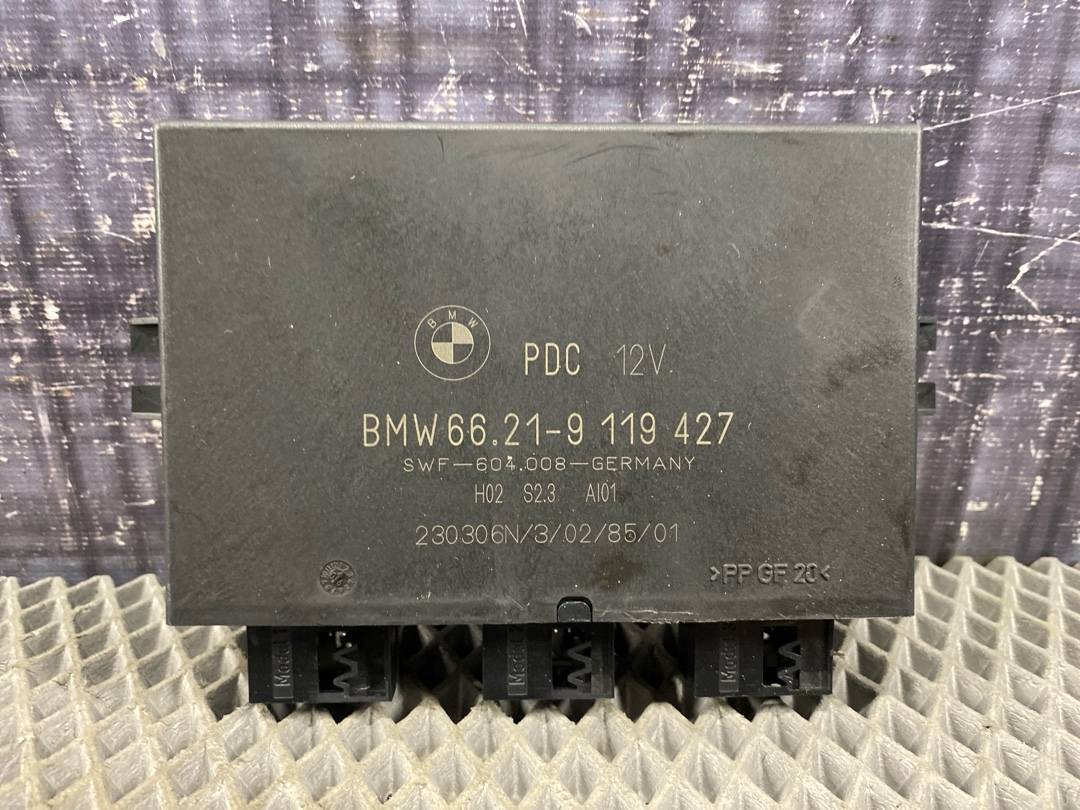 BMW
PDC 12V.
BMW 66.21-9 119 427
SWF-604.008-GERMANY
H02 S2.3 AI01
230306N/3/02/85/01
>PP GF 20<